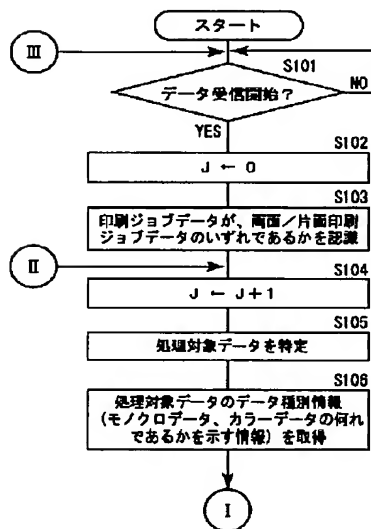 スタート
III
S101
データ受信開始？
NO
YES
S102
J ← 0
S103
印刷ジョブデータが、両面／片面印刷
ジョブデータのいずれであるかを認識
II
S104
J ← J+1
S105
処理対象データを特定
S106
処理対象データのデータ種別情報
（モノクロデータ、カラーデータの何れ
であるかを示す情報）を取得
I